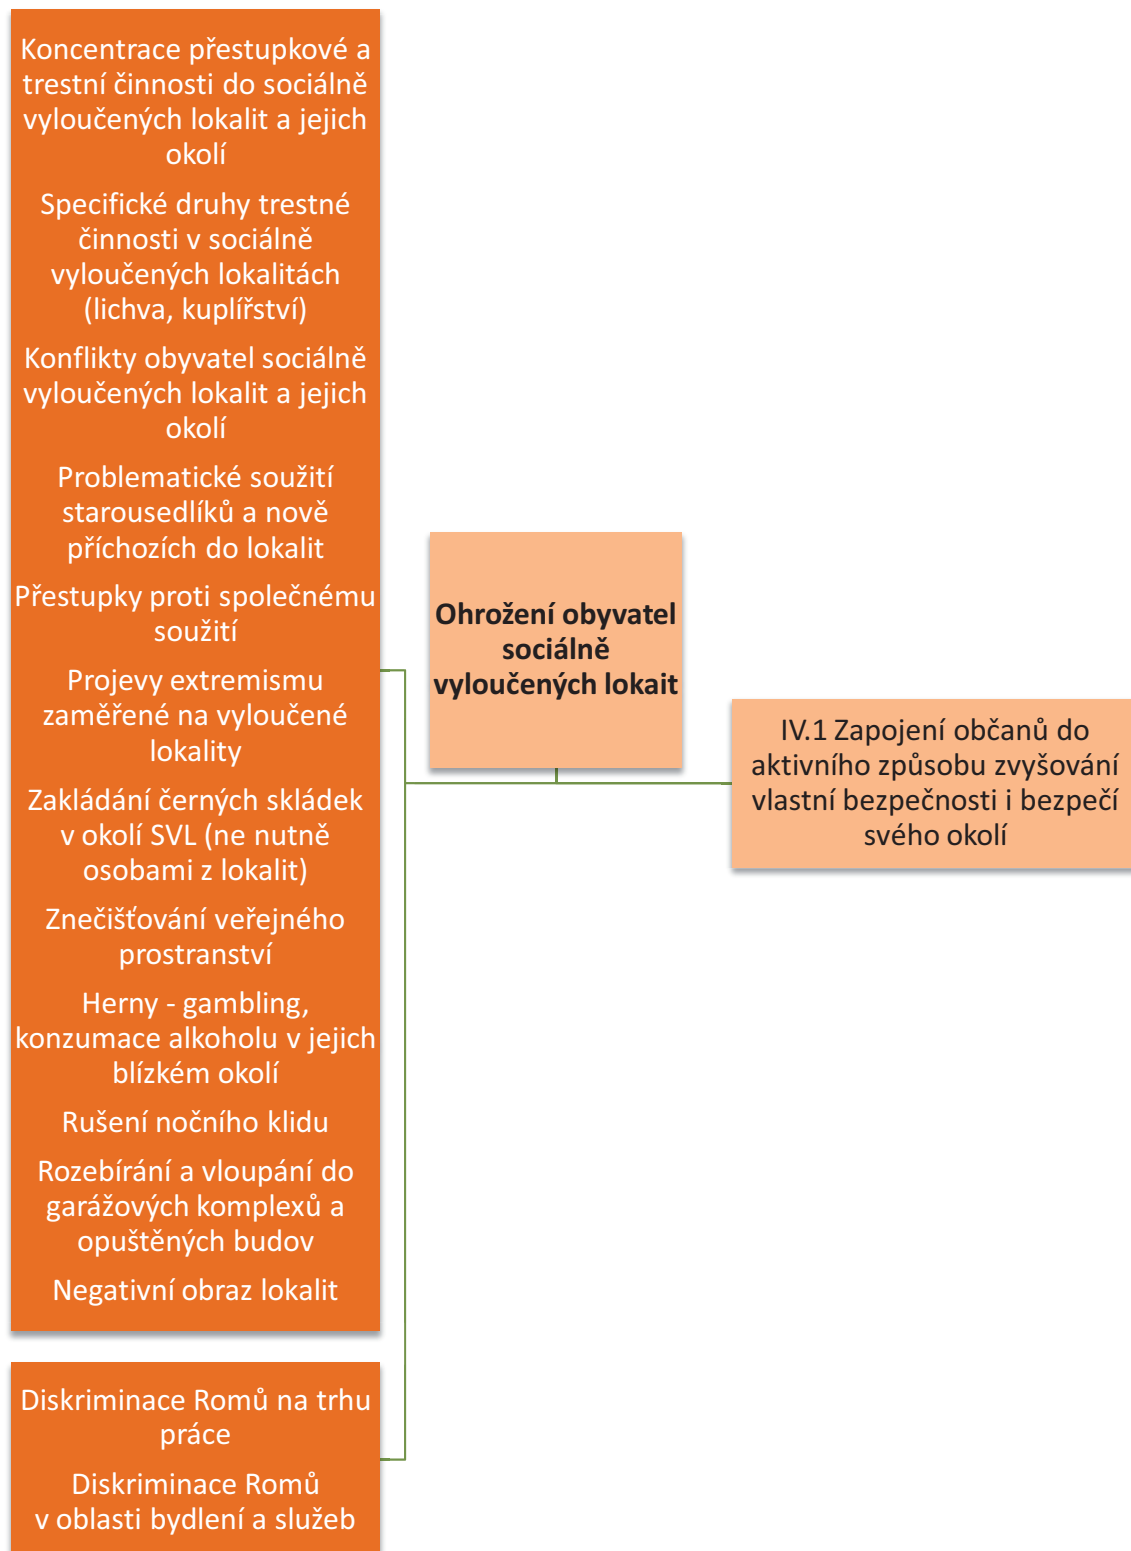 Koncentrace přestupkové a
trestní činnosti do sociálně
vyloučených lokalit a jejich
okolí
Specifické druhy trestné
činnosti v sociálně
vyloučených lokalitách
(lichva, kuplířství)
Konflikty obyvatel sociálně
vyloučených lokalit a jejich
okolí
Problematické soužití
starousedlíků a nově
příchozích do lokalit
Přestupky proti společnému
soužití
Projevy extremismu
zaměřené na vyloučené
lokality
Zakládání černých skládek
v okolí SVL (ne nutně
osobami z lokalit)
Znečišťování veřejného
prostranství
Herny - gambling,
konzumace alkoholu v jejich
blízkém okolí
Rušení nočního klidu
Rozebírání a vloupání do
garážových komplexů a
opuštěných budov
Negativní obraz lokalit
Diskriminace Romů na trhu
práce
Diskriminace Romů
v oblasti bydlení a služeb
Ohrožení obyvatel
sociálně
vyloučených lokait
IV.1 Zapojení občanů do
aktivního způsobu zvyšování
vlastní bezpečnosti i bezpečí
svého okolí